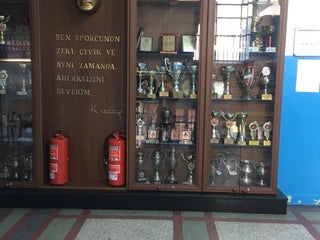 BEN SPORCUNUN
ZEKİ, ÇEVİK VE
AYNI ZAMANDA
AHLAKLISINI
SEVERİM